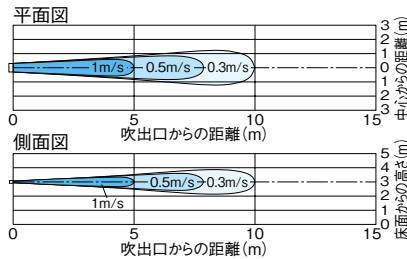 平面図
1m/s 0.5m/s 0.3m/s
3
2
1
0
1
2
3
中心からの距離(m)
0 5 10 15
吹出口からの距離(m)
側面図
0.5m/s 0.3m/s
1m/s
5
4
3
2
1
0
床面からの高さ(m)
0 5 10 15
吹出口からの距離(m)